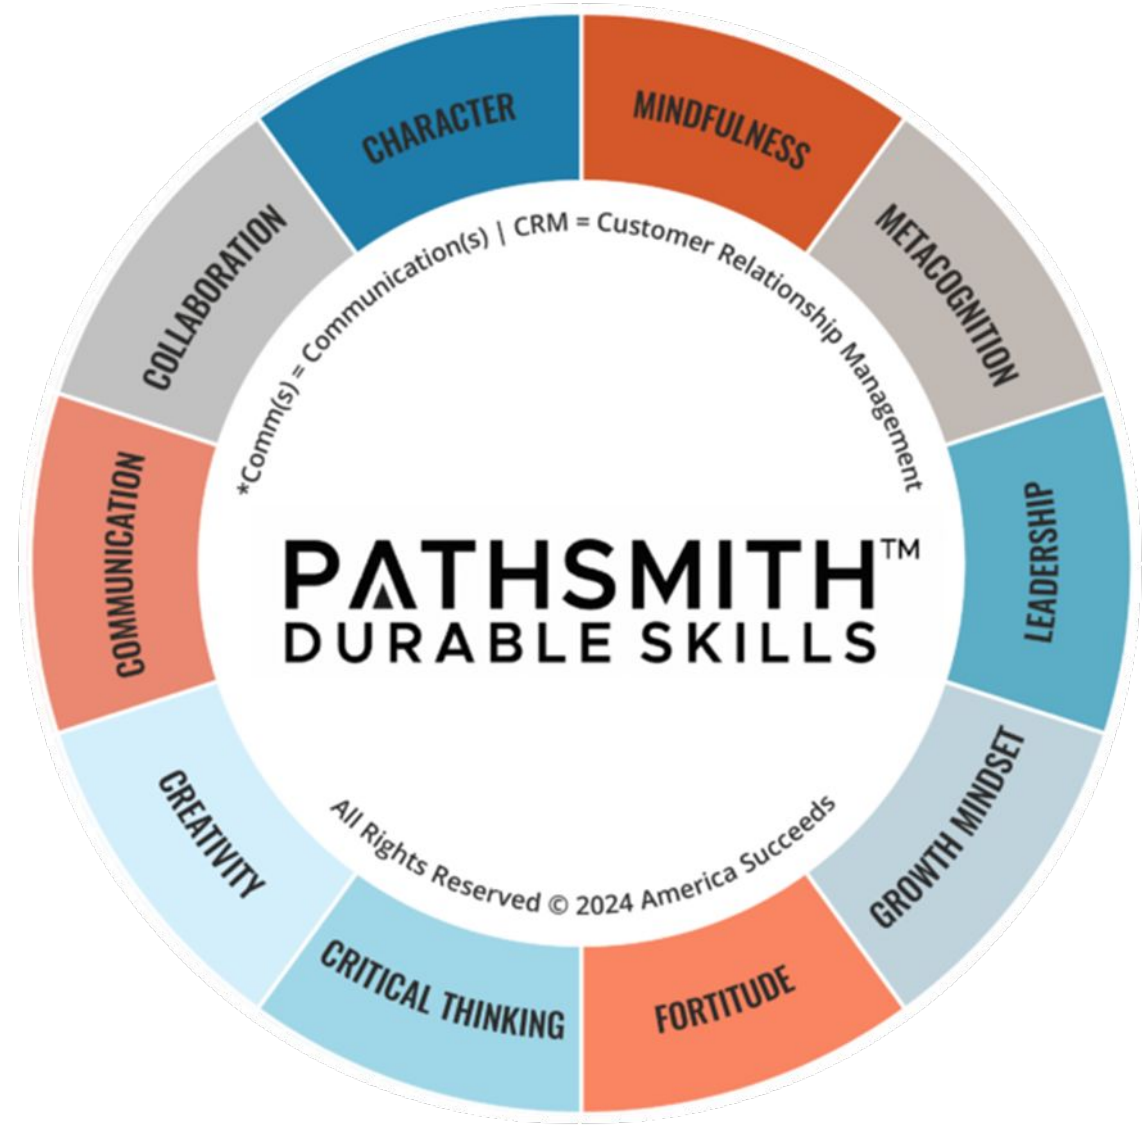 CHARACTER
MINDFULNESS
METACOGNITION
LEADERSHIP
GROWTH MINDSET
FORTITUDE
CRITICAL THINKING
CREATIVITY
COMMUNICATION
COLLABORATION
*Comm(s) = Communication(s) | CRM = Customer Relationship Management
PATHSMITH™
DURABLE SKILLS
All Rights Reserved © 2024 America Succeeds